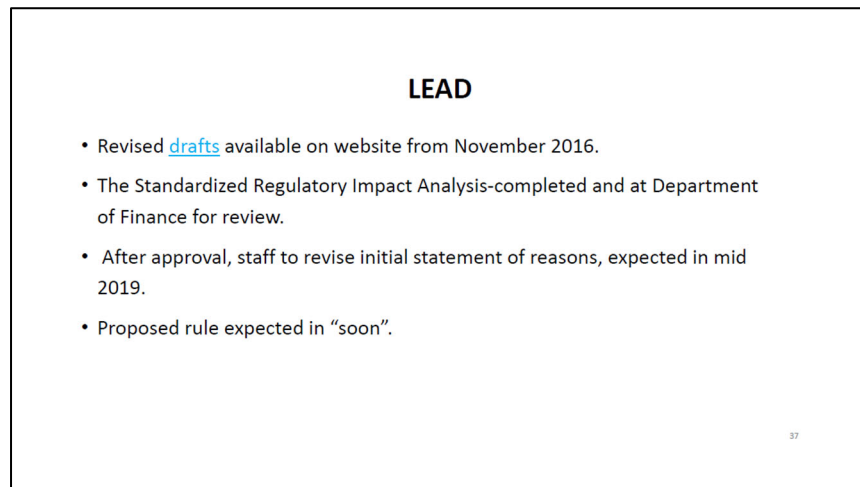 LEAD
• Revised drafts available on website from November 2016.
• The Standardized Regulatory Impact Analysis-completed and at Department
of Finance for review.
• After approval, staff to revise initial statement of reasons, expected in mid
2019.
• Proposed rule expected in “soon”.
37